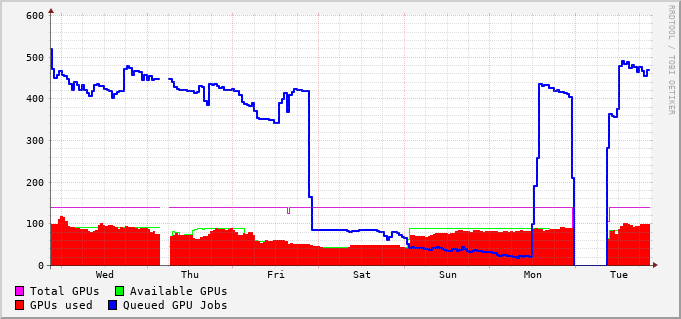 600
500
400
300
200
100
0
Wed Thu Fri Sat Sun Mon Tue
Total GPUs Available GPUs
GPUs used Queued GPU Jobs
RRDTOOL / TOBI OETIKER